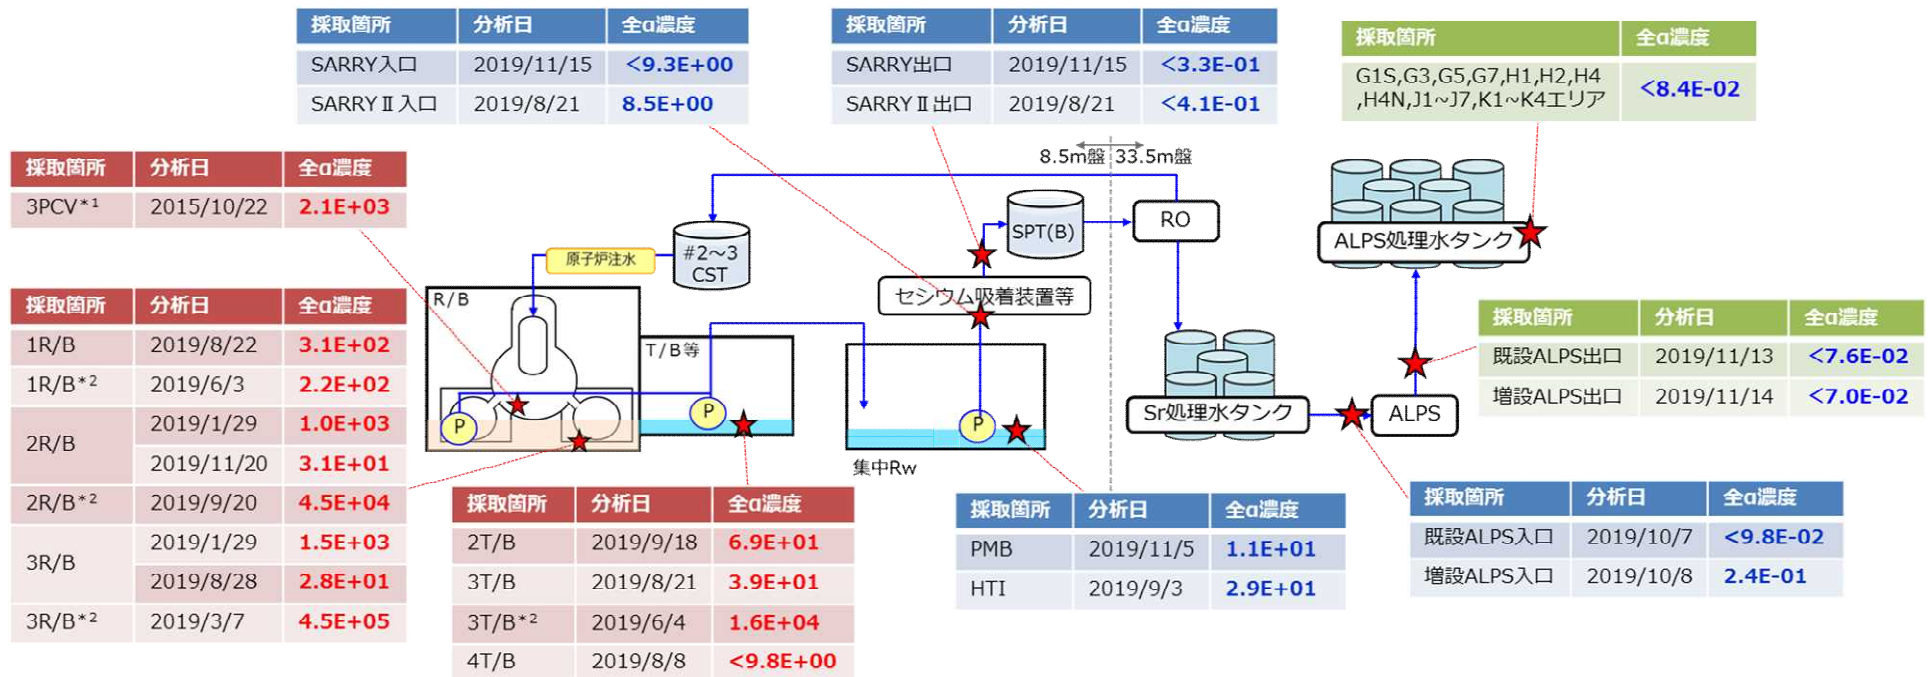 採取箇所 分析日 全α濃度
SARRY入口 2019/11/15 <9.3E+00
SARRYⅡ入口 2019/8/21 8.5E+00
採取箇所 分析日 全α濃度
SARRY出口 2019/11/15 <3.3E-01
SARRYⅡ出口 2019/8/21 <4.1E-01
採取箇所 全α濃度
G1S,G3,G5,G7,H1,H2,H4
,H4N,J1~J7,K1~K4エリア <8.4E-02
採取箇所 分析日 全α濃度
3PCV*1 2015/10/22 2.1E+03
8.5m盤 33.5m盤
#2～3
CST
原子炉注水
SPT(B)
RO
ALPS処理水タンク
セシウム吸着装置等
R/B
T/B等
P
P
P
集中Rw
Sr処理水タンク
ALPS
採取箇所 分析日 全α濃度
1R/B 2019/8/22 3.1E+02
1R/B*2 2019/6/3 2.2E+02
2R/B 2019/1/29 1.0E+03
2019/11/20 3.1E+01
2R/B*2 2019/9/20 4.5E+04
3R/B 2019/1/29 1.5E+03
2019/8/28 2.8E+01
3R/B*2 2019/3/7 4.5E+05
採取箇所 分析日 全α濃度
既設ALPS出口 2019/11/13 <7.6E-02
増設ALPS出口 2019/11/14 <7.0E-02
採取箇所 分析日 全α濃度
2T/B 2019/9/18 6.9E+01
3T/B 2019/8/21 3.9E+01
3T/B*2 2019/6/4 1.6E+04
4T/B 2019/8/8 <9.8E+00
採取箇所 分析日 全α濃度
PMB 2019/11/5 1.1E+01
HTI 2019/9/3 2.9E+01
採取箇所 分析日 全α濃度
既設ALPS入口 2019/10/7 <9.8E-02
増設ALPS入口 2019/10/8 2.4E-01